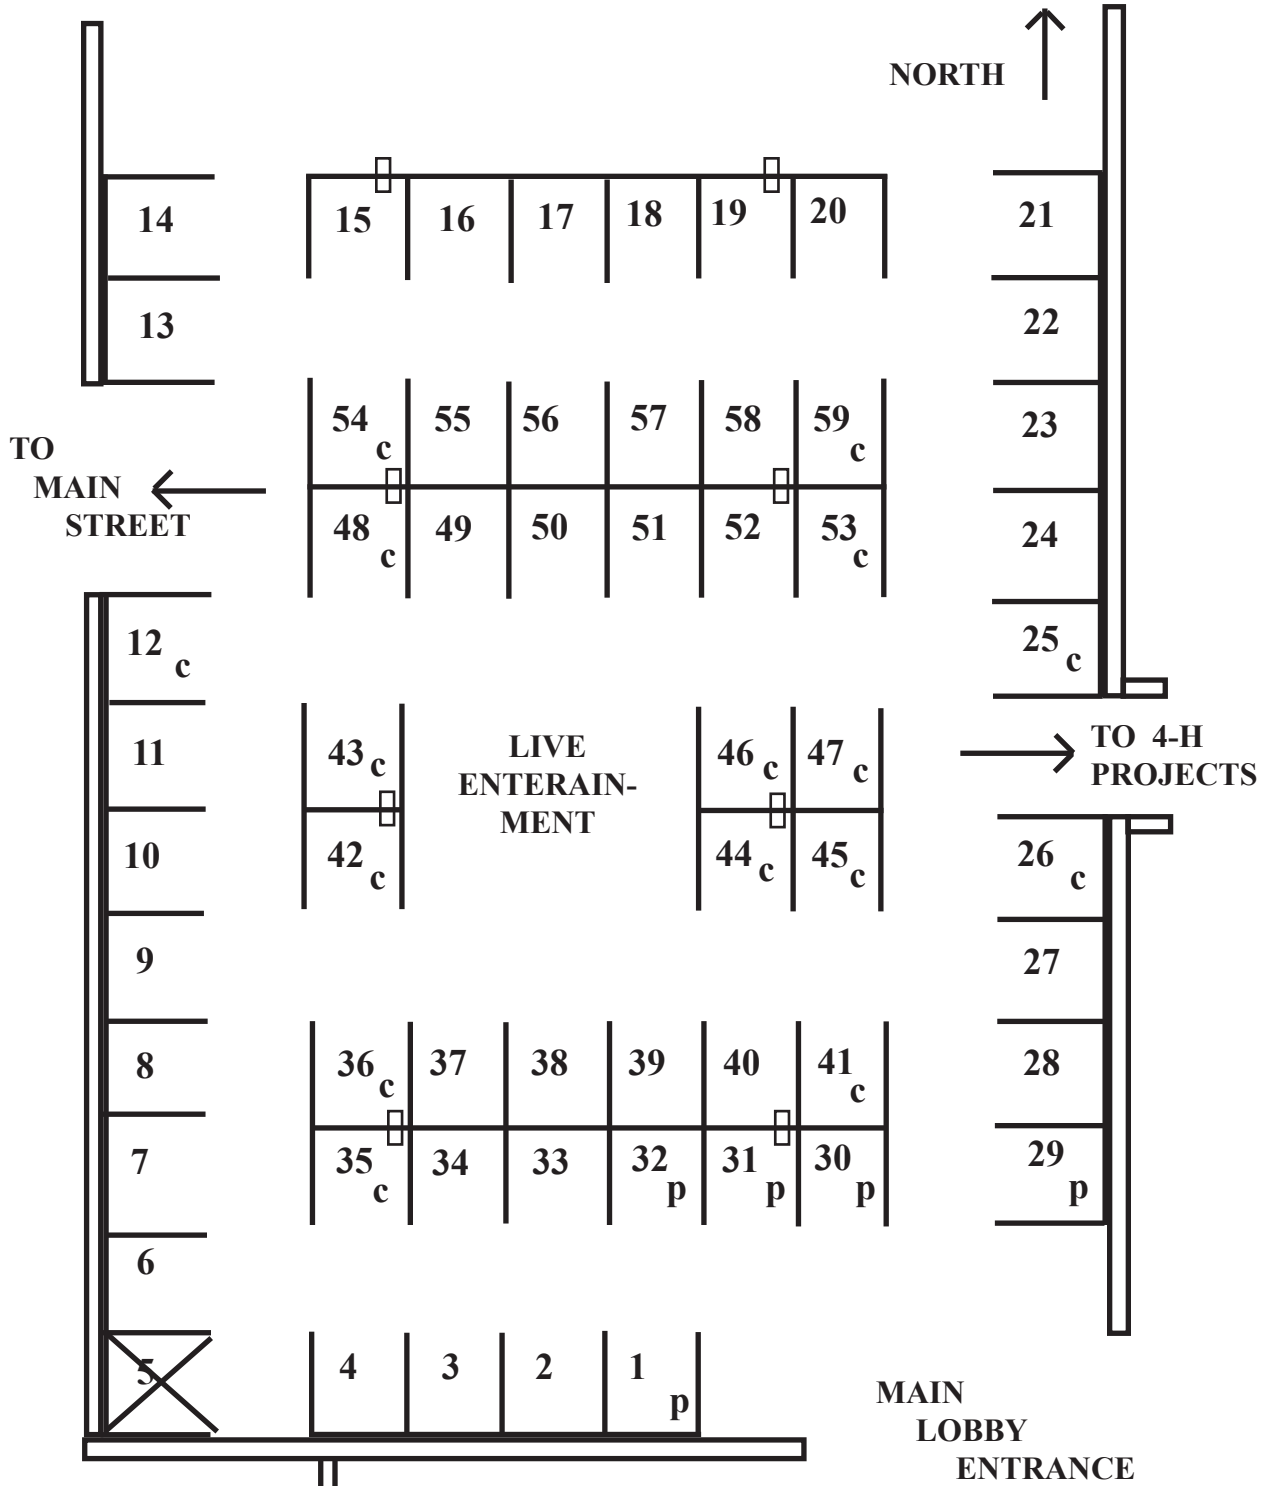 NORTH
14
15 16 17 18 19 20
21
13
22
54 c 55 56 57 58 59 c
23
TO
MAIN
STREET
48 c 49 50 51 52 53 c
24
12 c
25 c
11
43 c
LIVE
ENTERAIN-
MENT
46 c 47 c
TO 4-H
PROJECTS
10
42 c
44 c 45 c
26 c
9
27
8
36 c 37 38 39 40 41 c
28
7
35 c 34 33 32 p 31 p 30 p
29 p
6
5
4 3 2 1 p
MAIN
LOBBY
ENTRANCE